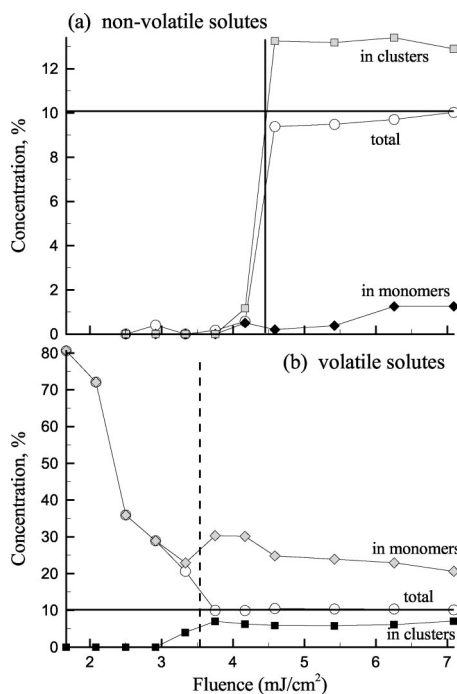 (a) non-volatile solutes
12
10
8
6
4
2
0
Concentration, %
in clusters
total
in monomers
(b) volatile solutes
80
70
60
50
40
30
20
10
0
Concentration, %
in monomers
total
in clusters
2 3 4 5 6 7
Fluence (mJ/cm²)